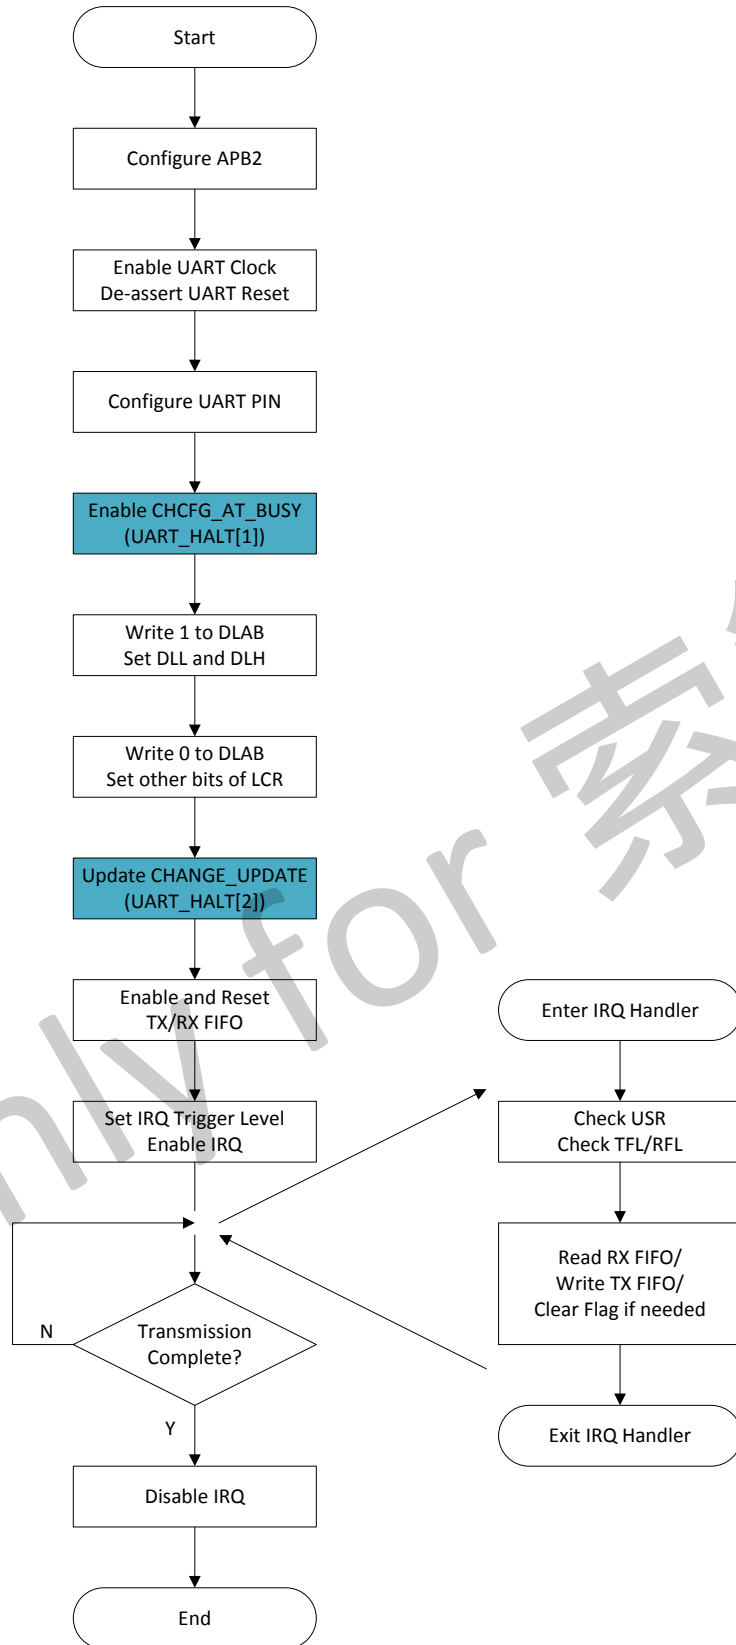 Start
Configure APB2
Enable UART Clock
De-assert UART Reset
Configure UART PIN
Enable CHCFG_AT_BUSY
(UART_HALT[1])
Write 1 to DLAB
Set DLL and DLH
Write 0 to DLAB
Set other bits of LCR
Update CHANGE_UPDATE
(UART_HALT[2])
Enable and Reset
TX/RX FIFO
Set IRQ Trigger Level
Enable IRQ
N
Transmission
Complete?
Y
Disable IRQ
End
Enter IRQ Handler
Check USR
Check TFL/RFL
Read RX FIFO/
Write TX FIFO/
Clear Flag if needed
Exit IRQ Handler
for 索